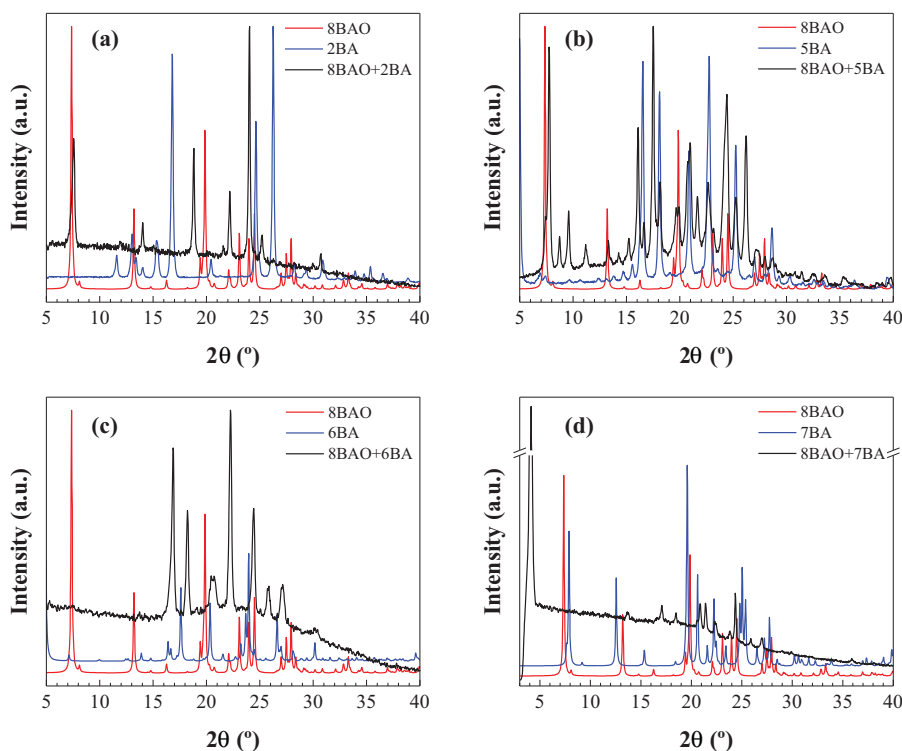 (a)
8BAO
2BA
8BAO+2BA
Intensity (a.u.)
5 10 15 20 25 30 35 40
2θ (º)
(b)
8BAO
5BA
8BAO+5BA
Intensity (a.u.)
5 10 15 20 25 30 35 40
2θ (º)
(c)
8BAO
6BA
8BAO+6BA
Intensity (a.u.)
5 10 15 20 25 30 35 40
2θ (º)
(d)
8BAO
7BA
8BAO+7BA
Intensity (a.u.)
5 10 15 20 25 30 35 40
2θ (º)